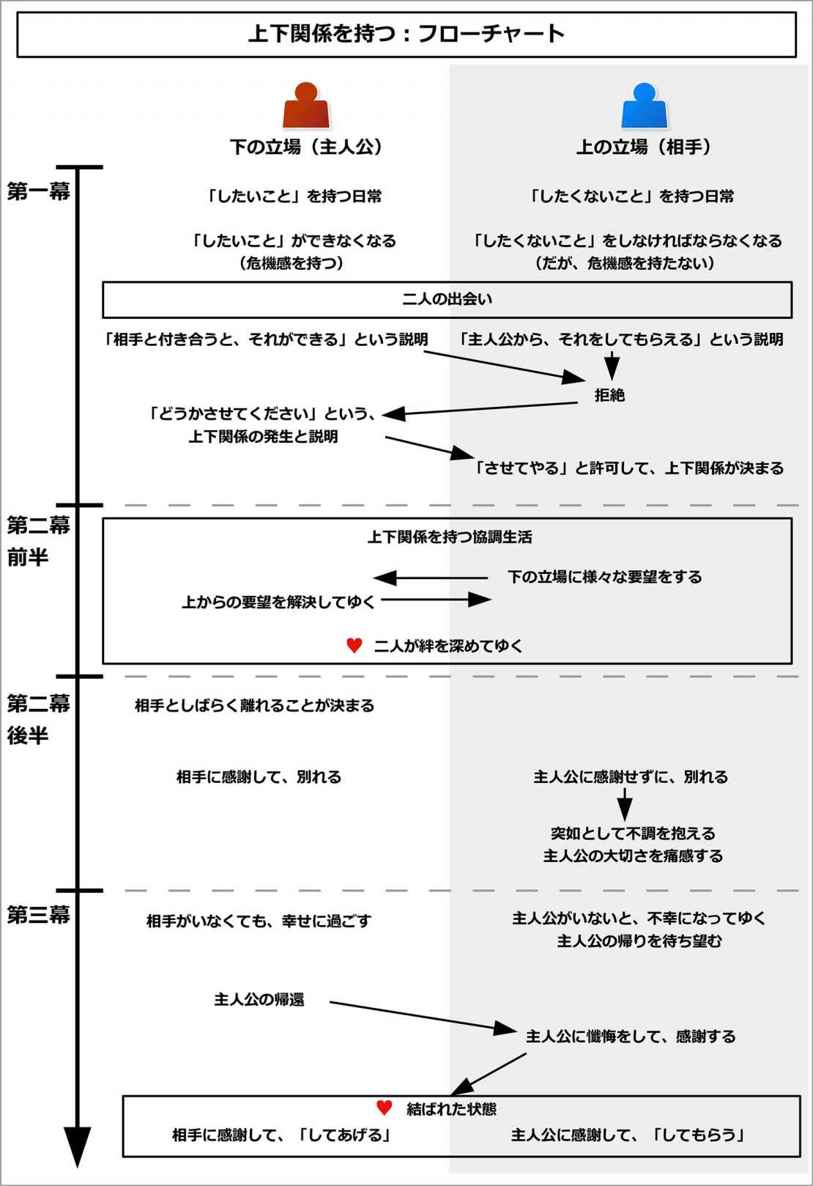 上下関係を持つ：フローチャート
下の立場（主人公）
上の立場（相手）
第一幕
「したいこと」を持つ日常
「したくないこと」を持つ日常
「したいこと」ができなくなる
（危機感を持つ）
「したくないこと」をしなければならなくなる
（だが、危機感を持たない）
二人の出会い
「相手と付き合うと、それができる」という説明
「主人公から、それをしてもらえる」という説明
拒絶
「どうかさせてください」という、
上下関係の発生と説明
「させてやる」と許可して、上下関係が決まる
第二幕
前半
上下関係を持つ協調生活
下の立場に様々な要望をする
上からの要望を解決してゆく
♥ 二人が絆を深めてゆく
第二幕
後半
相手としばらく離れることが決まる
相手に感謝して、別れる
主人公に感謝せずに、別れる
突如として不調を抱える
主人公の大切さを痛感する
第三幕
相手がいなくても、幸せに過ごす
主人公がいないと、不幸になってゆく
主人公の帰りを待ち望む
主人公の帰還
主人公に懺悔をして、感謝する
♥ 結ばれた状態
相手に感謝して、「してあげる」
主人公に感謝して、「してもらう」